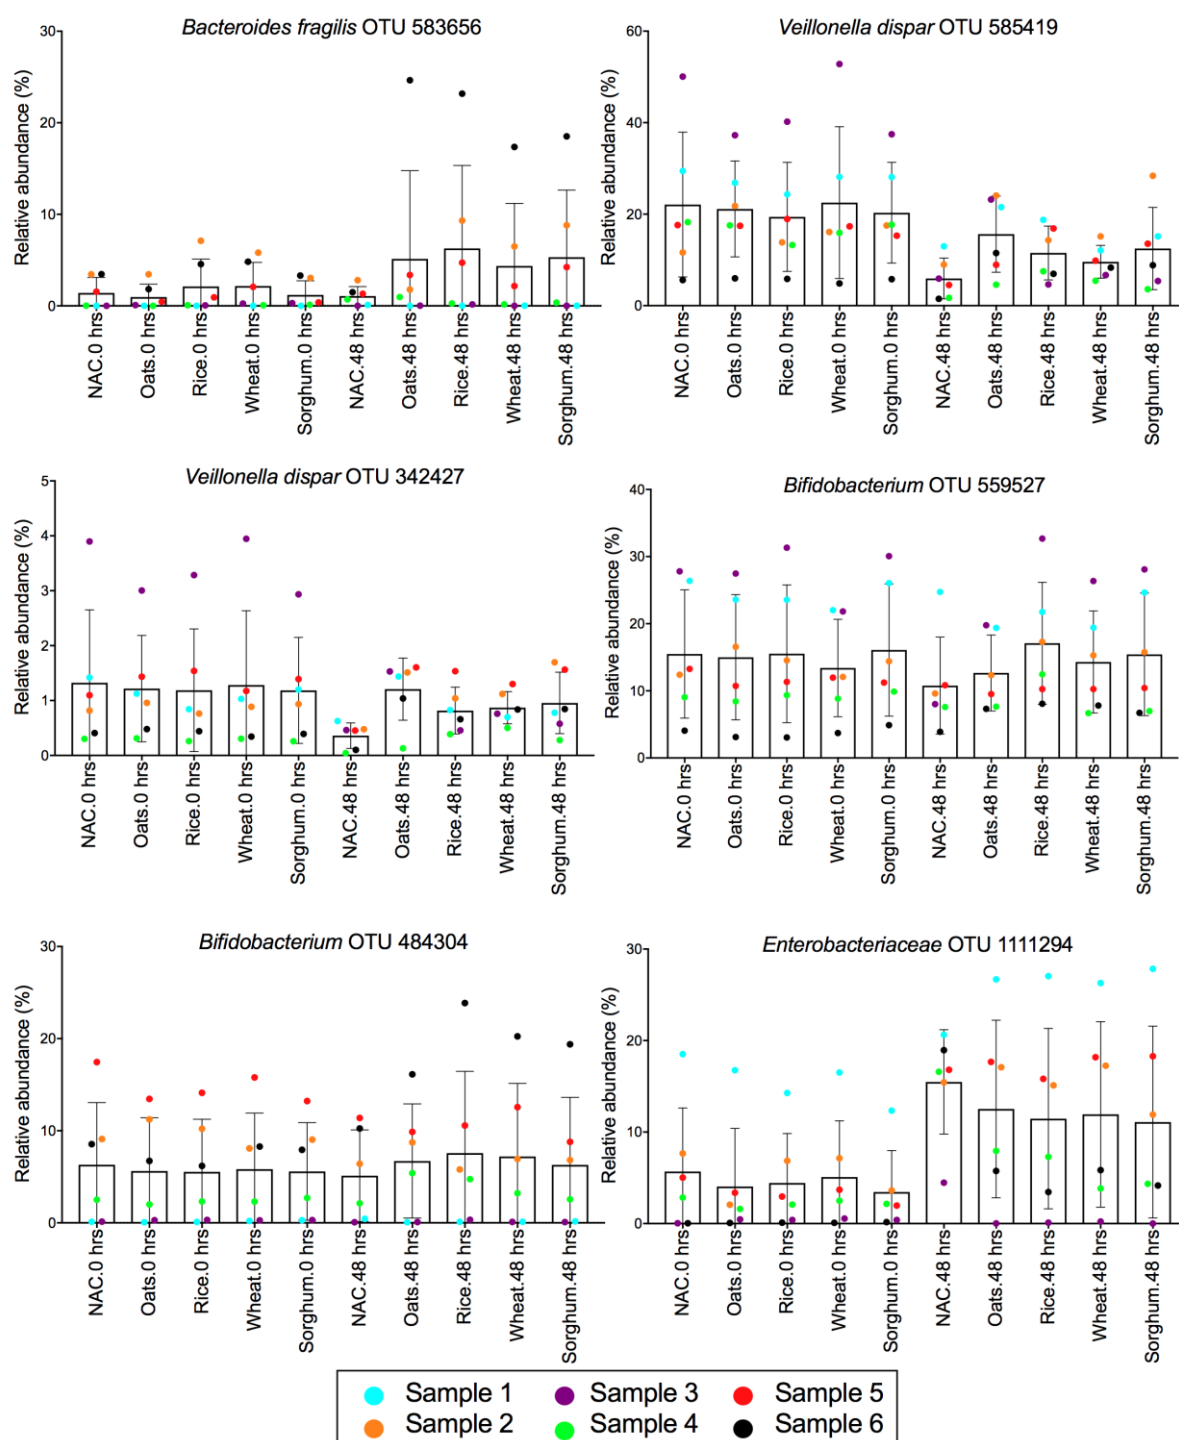 Bacteroides fragilis OTU 583656
Relative abundance (%)
30
20
10
0
NAC.0 hrs
Oats.0 hrs
Rice.0 hrs
Wheat.0 hrs
Sorghum.0 hrs
NAC.48 hrs
Oats.48 hrs
Rice.48 hrs
Wheat.48 hrs
Sorghum.48 hrs
Veillonella dispar OTU 585419
Relative abundance (%)
60
40
20
0
NAC.0 hrs
Oats.0 hrs
Rice.0 hrs
Wheat.0 hrs
Sorghum.0 hrs
NAC.48 hrs
Oats.48 hrs
Rice.48 hrs
Wheat.48 hrs
Sorghum.48 hrs
Veillonella dispar OTU 342427
Relative abundance (%)
5
4
3
2
1
0
NAC.0 hrs
Oats.0 hrs
Rice.0 hrs
Wheat.0 hrs
Sorghum.0 hrs
NAC.48 hrs
Oats.48 hrs
Rice.48 hrs
Wheat.48 hrs
Sorghum.48 hrs
Bifidobacterium OTU 559527
Relative abundance (%)
40
30
20
10
0
NAC.0 hrs
Oats.0 hrs
Rice.0 hrs
Wheat.0 hrs
Sorghum.0 hrs
NAC.48 hrs
Oats.48 hrs
Rice.48 hrs
Wheat.48 hrs
Sorghum.48 hrs
Bifidobacterium OTU 484304
Relative abundance (%)
30
20
10
0
NAC.0 hrs
Oats.0 hrs
Rice.0 hrs
Wheat.0 hrs
Sorghum.0 hrs
NAC.48 hrs
Oats.48 hrs
Rice.48 hrs
Wheat.48 hrs
Sorghum.48 hrs
Enterobacteriaceae OTU 1111294
Relative abundance (%)
30
20
10
0
NAC.0 hrs
Oats.0 hrs
Rice.0 hrs
Wheat.0 hrs
Sorghum.0 hrs
NAC.48 hrs
Oats.48 hrs
Rice.48 hrs
Wheat.48 hrs
Sorghum.48 hrs
Sample 1 Sample 3 Sample 5
Sample 2 Sample 4 Sample 6